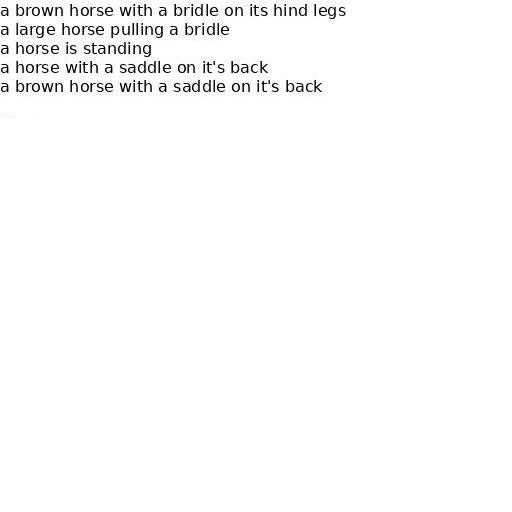 a brown horse with a bridle on its hind legs
a large horse pulling a bridle
a horse is standing
a horse with a saddle on it's back
a brown horse with a saddle on it's back